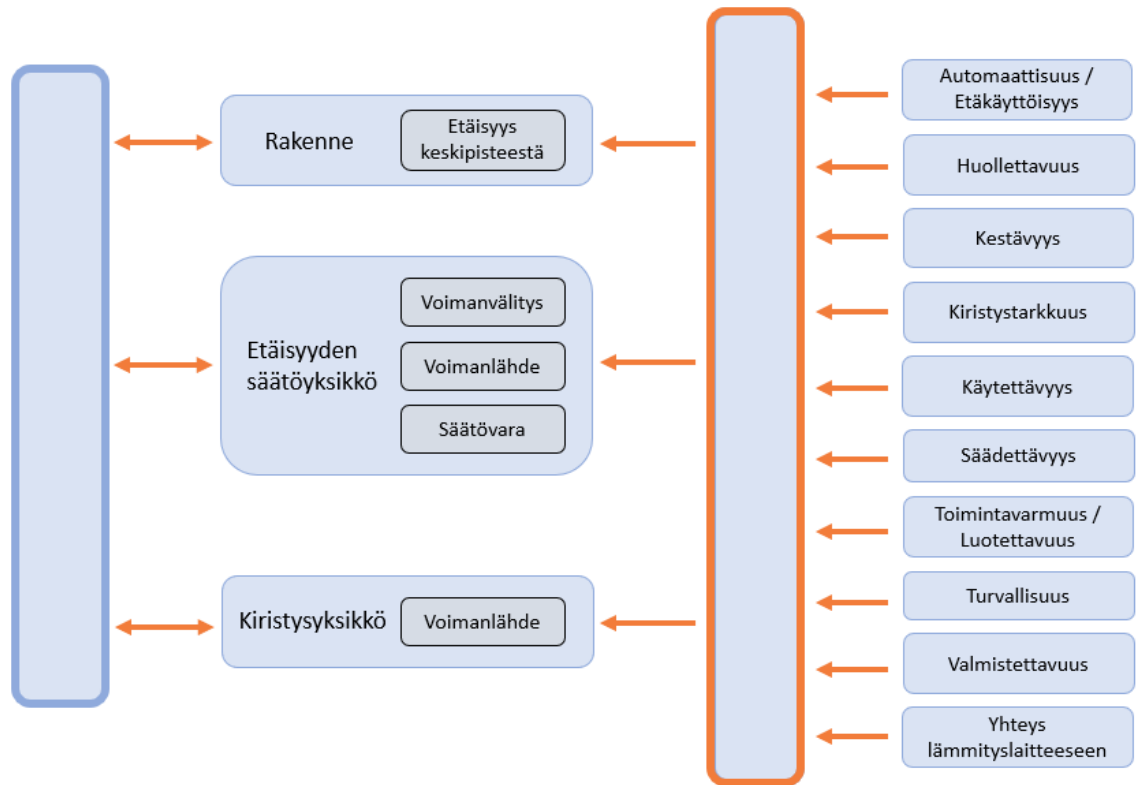 Rakenne
Etäisyys
keskipisteestä
Etäisyyden
säätöyksikkö
Voimanvälitys
Voimanlähde
Säätövara
Kiristysyksikkö
Voimanlähde
Automaattisuus /
Etäkäyttöisyys
Huollettavuus
Kestävyys
Kiristystarkkuus
Käytettävyys
Säädettävyys
Toimintavarmuus /
Luotettavuus
Turvallisuus
Valmistettavuus
Yhteys
lämmityslaitteeseen